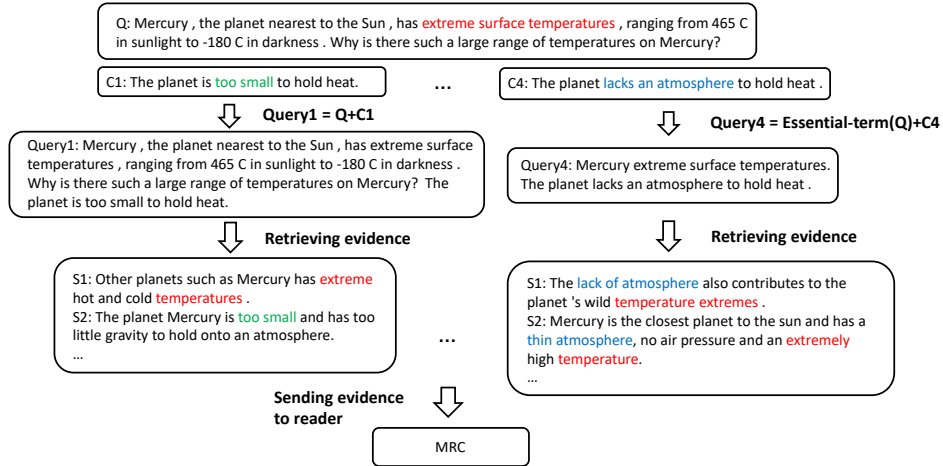 Q: Mercury , the planet nearest to the Sun , has extreme surface temperatures , ranging from 465 C
in sunlight to -180 C in darkness . Why is there such a large range of temperatures on Mercury?
C1: The planet is too small to hold heat.
...
C4: The planet lacks an atmosphere to hold heat .
Query1 = Q+C1
Query4 = Essential-term(Q)+C4
Query1: Mercury , the planet nearest to the Sun , has extreme surface
temperatures , ranging from 465 C in sunlight to -180 C in darkness .
Why is there such a large range of temperatures on Mercury? The
planet is too small to hold heat.
Query4: Mercury extreme surface temperatures.
The planet lacks an atmosphere to hold heat .
Retrieving evidence
Retrieving evidence
S1: Other planets such as Mercury has extreme
hot and cold temperatures .
S2: The planet Mercury is too small and has too
little gravity to hold onto an atmosphere.
...
...
S1: The lack of atmosphere also contributes to the
planet 's wild temperature extremes .
S2: Mercury is the closest planet to the sun and has a
thin atmosphere, no air pressure and an extremely
high temperature.
...
Sending evidence
to reader
MRC